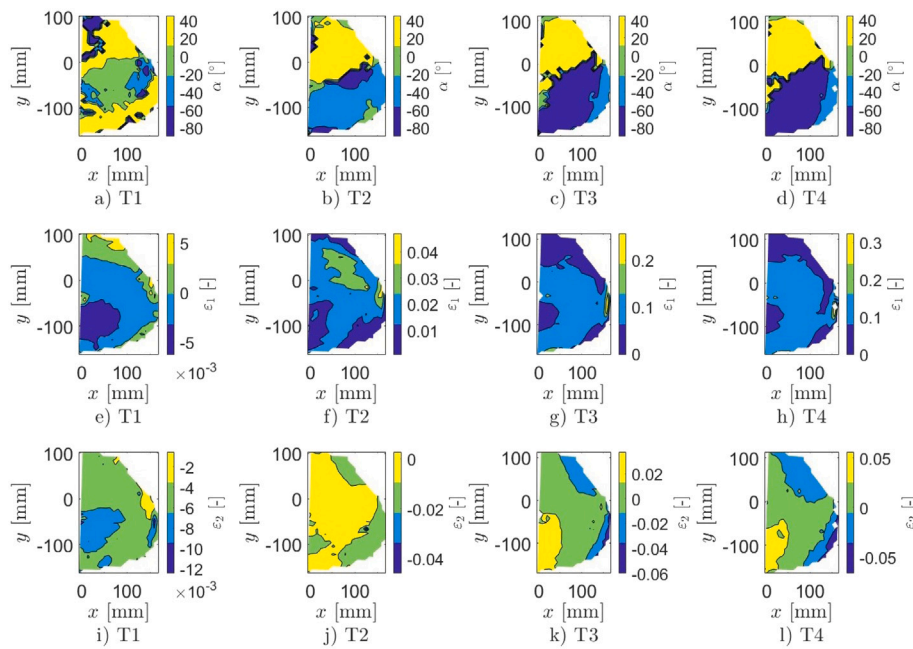 100
0
-100
y [mm]
0 100
x [mm]
a) T1
40
20
0
-20
-40
-60
-80
α [°]
100
0
-100
y [mm]
0 100
x [mm]
b) T2
40
20
0
-20
-40
-60
-80
α [°]
100
0
-100
y [mm]
0 100
x [mm]
c) T3
40
20
0
-20
-40
-60
-80
α [°]
100
0
-100
y [mm]
0 100
x [mm]
d) T4
40
20
0
-20
-40
-60
-80
α [°]
100
0
-100
y [mm]
0 100
x [mm]
e) T1
5
0
-5
×10⁻³
ε₁ [-]
100
0
-100
y [mm]
0 100
x [mm]
f) T2
0.04
0.03
0.02
0.01
ε₁ [-]
100
0
-100
y [mm]
0 100
x [mm]
g) T3
0.2
0.1
0
ε₁ [-]
100
0
-100
y [mm]
0 100
x [mm]
h) T4
0.3
0.2
0.1
0
ε₁ [-]
100
0
-100
y [mm]
0 100
x [mm]
i) T1
-2
-4
-6
-8
-10
-12
×10⁻³
ε₂ [-]
100
0
-100
y [mm]
0 100
x [mm]
j) T2
0
-0.02
-0.04
ε₂ [-]
100
0
-100
y [mm]
0 100
x [mm]
k) T3
0.02
0
-0.02
-0.04
-0.06
ε₂ [-]
100
0
-100
y [mm]
0 100
x [mm]
l) T4
0.05
0
-0.05
ε₂ [-]